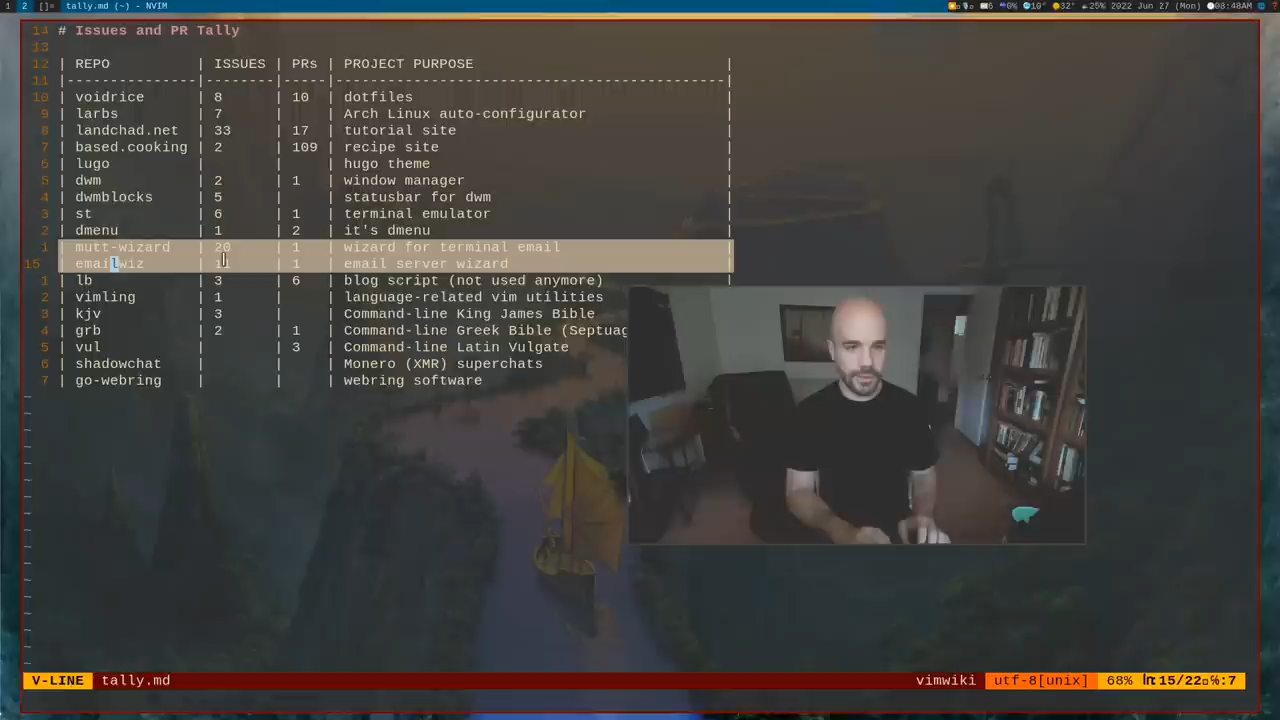 1 2 []= tally.md (~) - NVIM 6 0% 10° 32° 25% 2022 Jun 27 (Mon) 08:48AM
14 # Issues and PR Tally
13
12 | REPO | ISSUES | PRs | PROJECT PURPOSE |
11 |---------------|--------|-----|----------------------------------------------|
10 | voidrice | 8 | 10 | dotfiles |
9 | larbs | 7 | | Arch Linux auto-configurator |
8 | landchad.net | 33 | 17 | tutorial site |
7 | based.cooking | 2 | 109 | recipe site |
6 | lugo | | | hugo theme |
5 | dwm | 2 | 1 | window manager |
4 | dwmblocks | 5 | | statusbar for dwm |
3 | st | 6 | 1 | terminal emulator |
2 | dmenu | 1 | 2 | it's dmenu |
1 | mutt-wizard | 20 | 1 | wizard for terminal email |
15 | emailwiz | 11 | 1 | email server wizard |
1 | lb | 3 | 6 | blog script (not used anymore) |
2 | vimling | 1 | | language-related vim utilities
3 | kjv | 3 | | Command-line King James Bible
4 | grb | 2 | 1 | Command-line Greek Bible (Septuag
5 | vul | | 3 | Command-line Latin Vulgate
6 | shadowchat | | | Monero (XMR) superchats
7 | go-webring | | | webring software
V-LINE tally.md vimwiki utf-8[unix] 68% 15/22 ℅:7